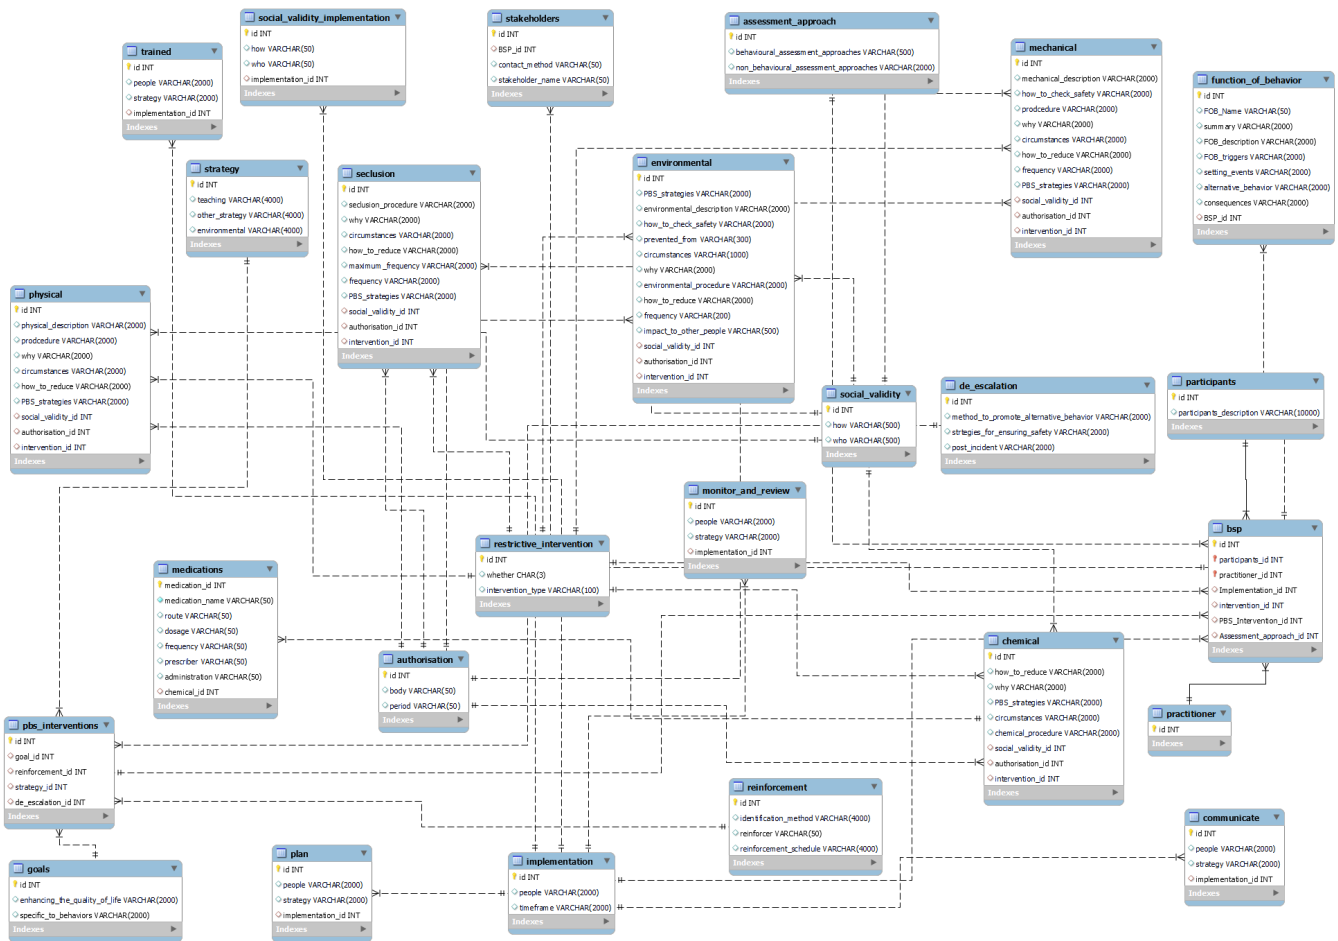 social_validity_implementation
id INT
how VARCHAR(50)
who VARCHAR(50)
implementation_id INT
Indexes
stakeholders
id INT
BSP_id INT
contact_method VARCHAR(50)
stakeholder_name VARCHAR(50)
Indexes
assessment_approach
id INT
behavioural_assessment_approaches VARCHAR(500)
non_behavioural_assessment_approaches VARCHAR(2000)
Indexes
trained
id INT
people VARCHAR(2000)
strategy VARCHAR(2000)
implementation_id INT
Indexes
mechanical
id INT
mechanical_description VARCHAR(2000)
how_to_check_safety VARCHAR(2000)
prodcedure VARCHAR(2000)
why VARCHAR(2000)
circumstances VARCHAR(2000)
how_to_reduce VARCHAR(2000)
frequency VARCHAR(2000)
PBS_strategies VARCHAR(2000)
social_validity_id INT
authorisation_id INT
intervention_id INT
Indexes
function_of_behavior
id INT
FOB_Name VARCHAR(50)
summary VARCHAR(2000)
FOB_description VARCHAR(2000)
FOB_triggers VARCHAR(2000)
setting_events VARCHAR(2000)
alternative_behavior VARCHAR(2000)
consequences VARCHAR(2000)
BSP_id INT
Indexes
strategy
id INT
teaching VARCHAR(4000)
other_strategy VARCHAR(4000)
environmental VARCHAR(4000)
Indexes
seclusion
id INT
seclusion_procedure VARCHAR(2000)
why VARCHAR(2000)
circumstances VARCHAR(2000)
how_to_reduce VARCHAR(2000)
maximum_frequency VARCHAR(2000)
frequency VARCHAR(2000)
PBS_strategies VARCHAR(2000)
social_validity_id INT
authorisation_id INT
intervention_id INT
Indexes
environmental
id INT
PBS_strategies VARCHAR(2000)
environmental_description VARCHAR(2000)
how_to_check_safety VARCHAR(2000)
prevented_from VARCHAR(300)
circumstances VARCHAR(1000)
why VARCHAR(2000)
environmental_procedure VARCHAR(2000)
how_to_reduce VARCHAR(2000)
frequency VARCHAR(200)
impact_to_other_people VARCHAR(500)
social_validity_id INT
authorisation_id INT
intervention_id INT
Indexes
physical
id INT
physical_description VARCHAR(2000)
prodcedure VARCHAR(2000)
why VARCHAR(2000)
circumstances VARCHAR(2000)
how_to_reduce VARCHAR(2000)
PBS_strategies VARCHAR(2000)
social_validity_id INT
authorisation_id INT
intervention_id INT
Indexes
social_validity
id INT
how VARCHAR(500)
who VARCHAR(500)
Indexes
de_escalation
id INT
method_to_promote_alternative_behavior VARCHAR(2000)
strtegies_for_ensuring_safety VARCHAR(2000)
post_incident VARCHAR(2000)
Indexes
participants
id INT
participants_description VARCHAR(10000)
Indexes
monitor_and_review
id INT
people VARCHAR(2000)
strategy VARCHAR(2000)
implementation_id INT
Indexes
restrictive_intervention
id INT
whether CHAR(3)
intervention_type VARCHAR(100)
Indexes
bsp
id INT
participants_id INT
practitioner_id INT
Implementation_id INT
intervention_id INT
PBS_Intervention_id INT
Assessment_approach_id INT
Indexes
medications
medication_id INT
medication_name VARCHAR(50)
route VARCHAR(50)
dosage VARCHAR(50)
frequency VARCHAR(50)
prescriber VARCHAR(50)
administration VARCHAR(50)
chemical_id INT
Indexes
authorisation
id INT
body VARCHAR(50)
period VARCHAR(50)
Indexes
chemical
id INT
how_to_reduce VARCHAR(2000)
why VARCHAR(2000)
PBS_strategies VARCHAR(2000)
circumstances VARCHAR(2000)
chemical_procedure VARCHAR(2000)
social_validity_id INT
authorisation_id INT
intervention_id INT
Indexes
practitioner
id INT
Indexes
pbs_interventions
id INT
goal_id INT
reinforcement_id INT
strategy_id INT
de_escalation_id INT
Indexes
reinforcement
id INT
identification_method VARCHAR(4000)
reinforcer VARCHAR(50)
reinforcement_schedule VARCHAR(4000)
Indexes
communicate
id INT
people VARCHAR(2000)
strategy VARCHAR(2000)
implementation_id INT
Indexes
goals
id INT
enhancing_the_quality_of_life VARCHAR(2000)
specific_to_behaviors VARCHAR(2000)
Indexes
plan
id INT
people VARCHAR(2000)
strategy VARCHAR(2000)
implementation_id INT
Indexes
implementation
id INT
people VARCHAR(2000)
timeframe VARCHAR(2000)
Indexes